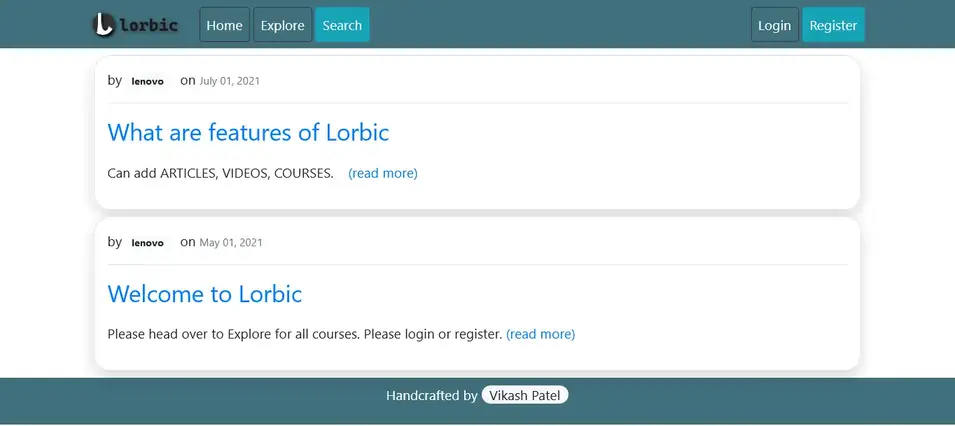 lorbic Home Explore Search Login Register
by lenovo on July 01, 2021
What are features of Lorbic
Can add ARTICLES, VIDEOS, COURSES. (read more)
by lenovo on May 01, 2021
Welcome to Lorbic
Please head over to Explore for all courses. Please login or register. (read more)
Handcrafted by Vikash Patel